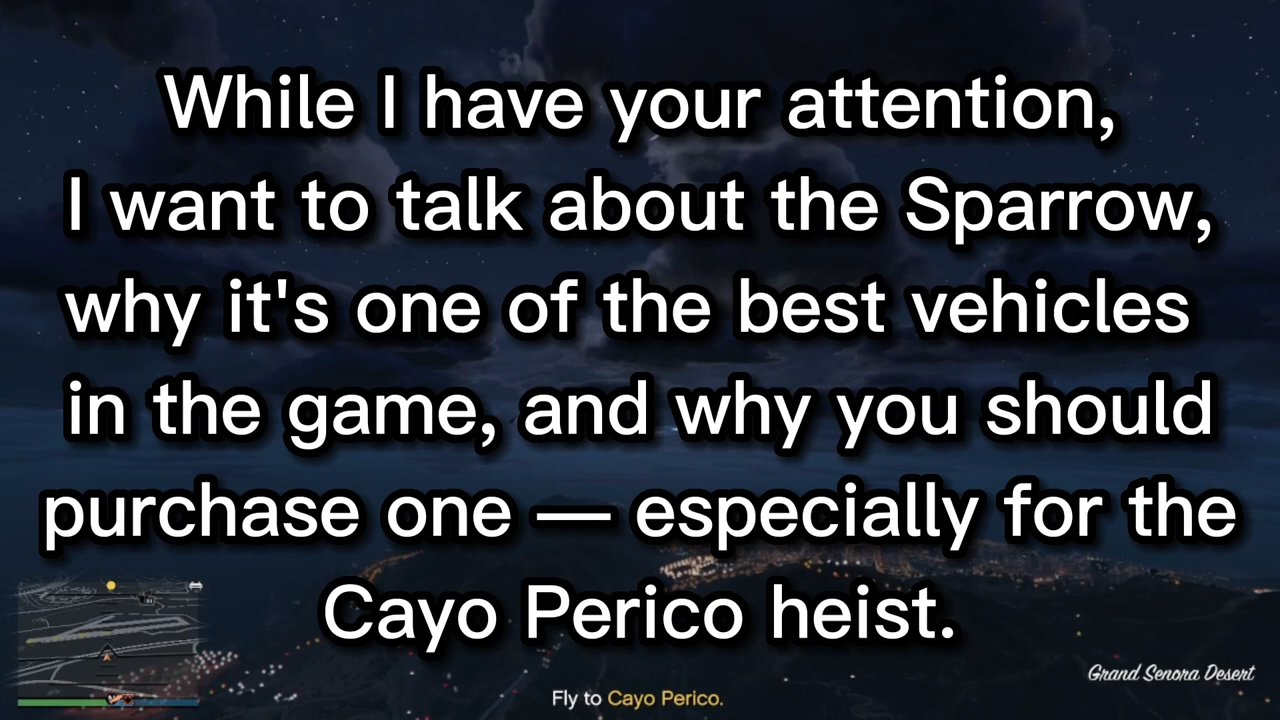 While I have your attention,
I want to talk about the Sparrow,
why it's one of the best vehicles
in the game, and why you should
purchase one — especially for the
Cayo Perico heist.
Grand Senora Desert
Fly to Cayo Perico.